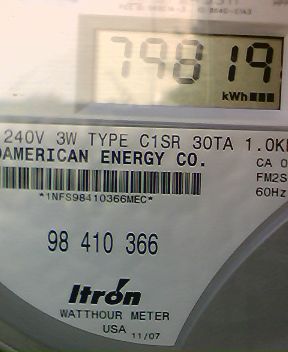 79819
kWh
240V 3W TYPE C1SR 30TA 1.0K
AMERICAN ENERGY CO.
CA 0
FM2S
60Hz
*1NFS98410366MEC*
98 410 366
Itron
WATTHOUR METER
USA 11/07